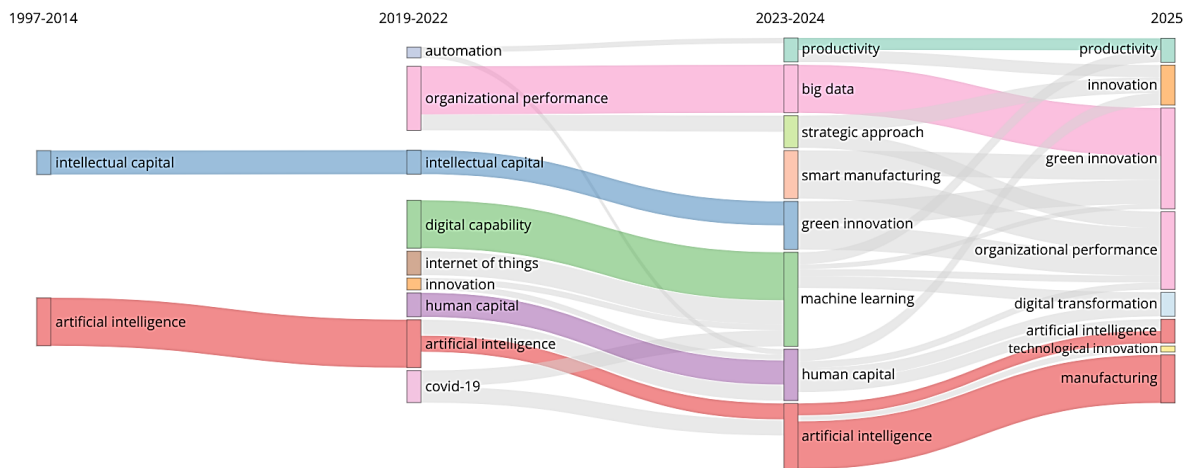 1997-2014
2019-2022
2023-2024
2025
intellectual capital
artificial intelligence
automation
organizational performance
intellectual capital
digital capability
internet of things
innovation
human capital
artificial intelligence
covid-19
productivity
big data
strategic approach
smart manufacturing
green innovation
machine learning
human capital
artificial intelligence
productivity
innovation
green innovation
organizational performance
digital transformation
artificial intelligence
technological innovation
manufacturing